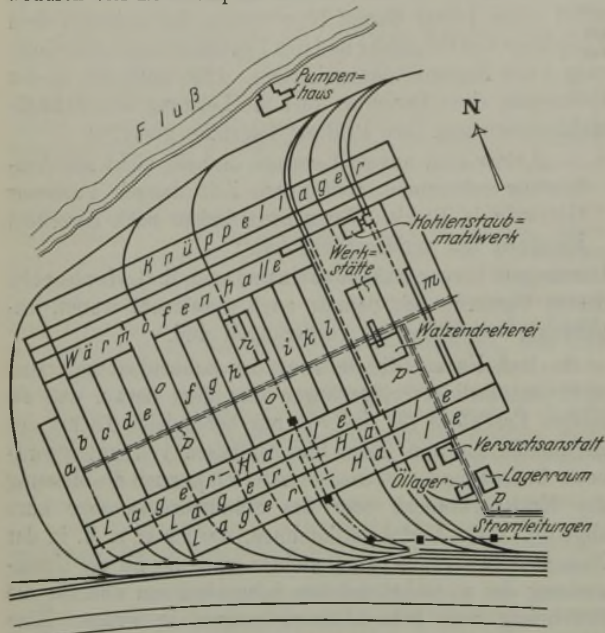 Pumpen=
haus
Fluß
N
Knüppellager
Kohlenstaub=
mahlwerk
Werk-
stätte
Wärmofenhalle
m
n
i k l
Walzendreherei
a b c d e o f g h
o
p
p
Lager-Halle
Lager-Halle
Lager Halle
Versuchsanstalt
Öllager
Lagerraum
p
Stromleitungen